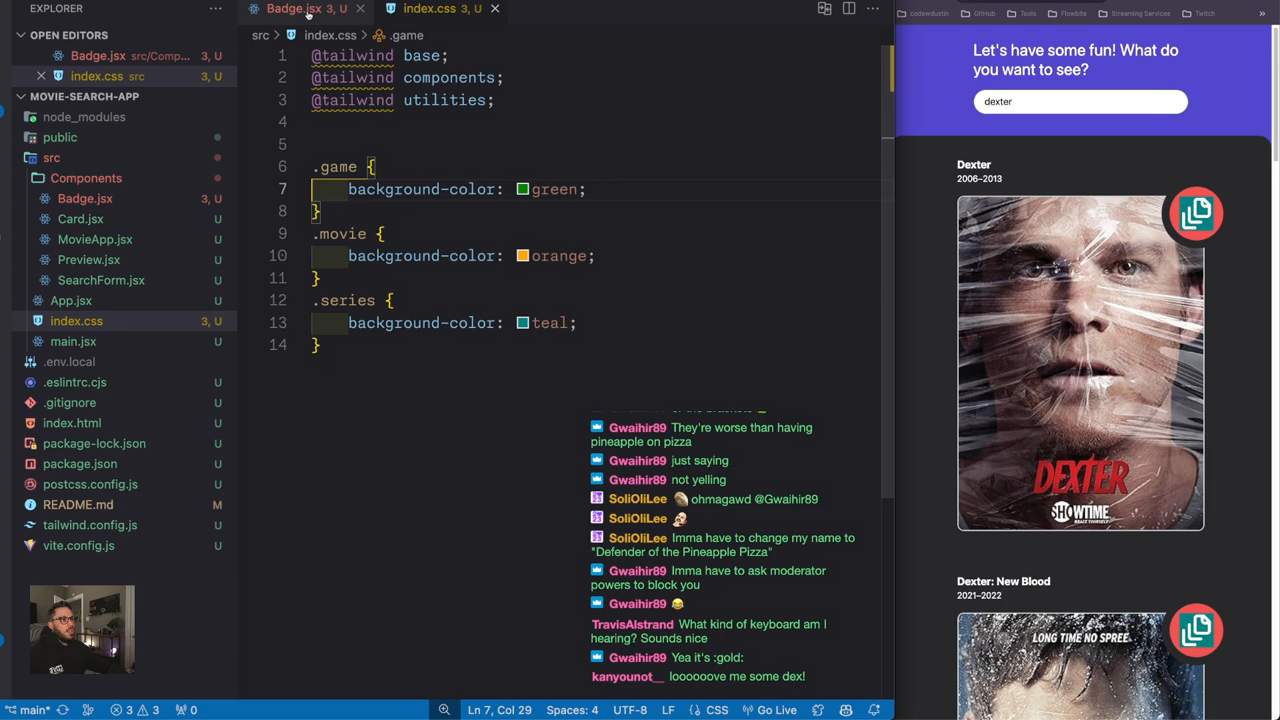 EXPLORER
OPEN EDITORS
Badge.jsx src/Comp... 3, U
index.css src 3, U
MOVIE-SEARCH-APP
node_modules
public
src
Components
Badge.jsx 3, U
Card.jsx U
MovieApp.jsx U
Preview.jsx U
SearchForm.jsx U
App.jsx U
index.css 3, U
main.jsx U
.env.local
.eslintrc.cjs U
.gitignore U
index.html U
package-lock.json U
package.json U
postcss.config.js U
README.md M
tailwind.config.js U
vite.config.js U
Badge.jsx 3, U
index.css 3, U
src > index.css > .game
1 @tailwind base;
2 @tailwind components;
3 @tailwind utilities;
4
5
6 .game {
7 background-color: green;
8 }
9 .movie {
10 background-color: orange;
11 }
12 .series {
13 background-color: teal;
14 }
Gwaihir89 They're worse than having
pineapple on pizza
Gwaihir89 just saying
Gwaihir89 not yelling
SoliOliLee ohmagawd @Gwaihir89
SoliOliLee
SoliOliLee Imma have to change my name to
"Defender of the Pineapple Pizza"
Gwaihir89 Imma have to ask moderator
powers to block you
Gwaihir89 😂
TravisAlstrand What kind of keyboard am I
hearing? Sounds nice
Gwaihir89 Yea it's :gold:
kanyounot__ loooooove me some dex!
main*
3 3 0
Ln 7, Col 29 Spaces: 4 UTF-8 LF {} CSS Go Live
codewdustin GitHub Tools Flowbite Streaming Services Twitch
Let's have some fun! What do
you want to see?
dexter
Dexter
2006–2013
DEXTER
SHOWTIME
Dexter: New Blood
2021–2022
LONG TIME NO SPREE.